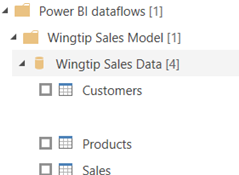 Power BI dataflows [1]
Wingtip Sales Model [1]
Wingtip Sales Data [4]
Customers
Products
Sales